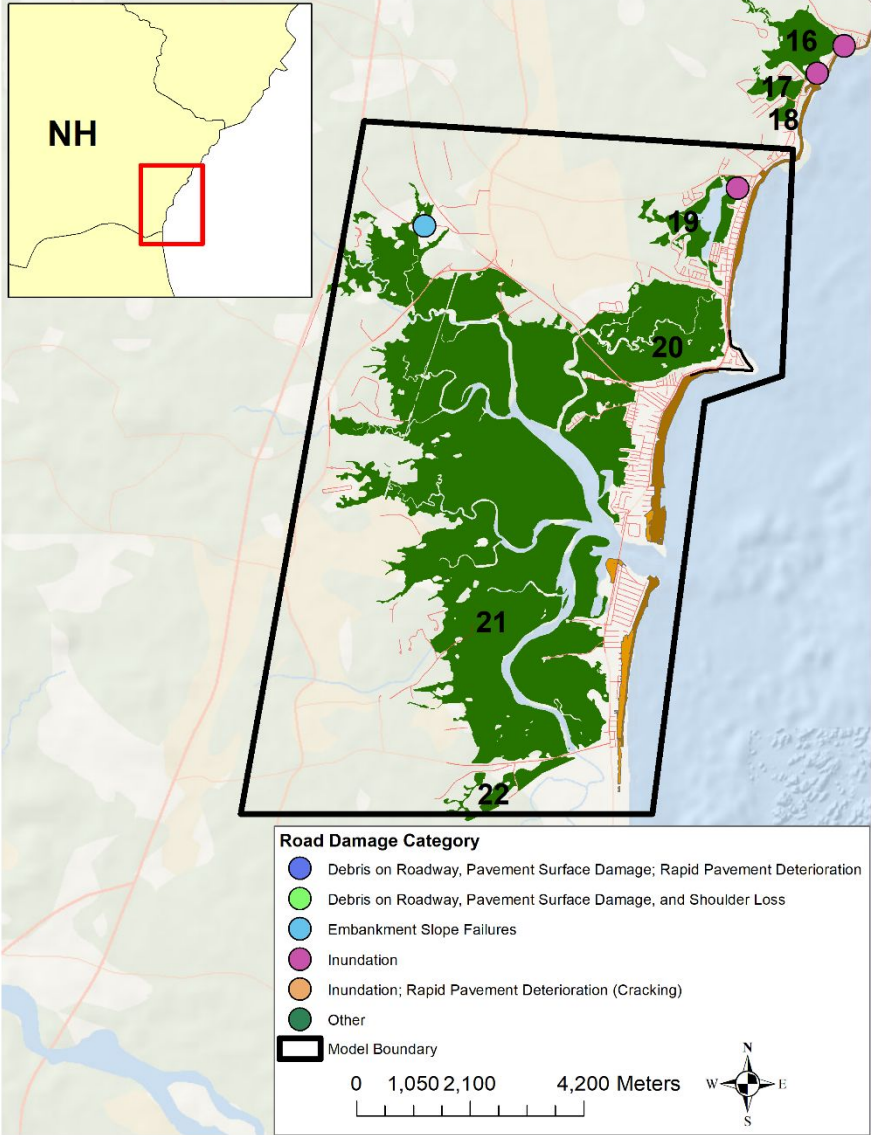 NH
16
17
18
19
20
3
21
22
Road Damage Category
Debris on Roadway, Pavement Surface Damage; Rapid Pavement Deterioration
Debris on Roadway, Pavement Surface Damage, and Shoulder Loss
Embankment Slope Failures
Inundation
Inundation; Rapid Pavement Deterioration (Cracking)
Other
Model Boundary
0 1,050 2,100 4,200 Meters
N
W E
S